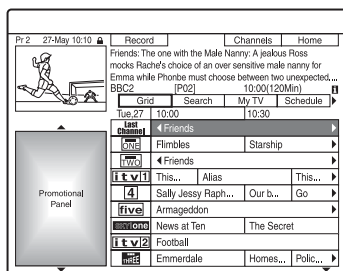 Pr 2 27-May 10:10 Record Channels Home
Friends: The one with the Male Nanny: A jealous Ross
mocks Rache's choice of an over sensitive male nanny for
Emma while Phonbe must choose between two unexpected....
BBC2 [P02] 10:00(120Min)
Grid Search My TV Schedule
Tue,27 10:00 10:30
Last Channel Friends
ONE Flimbles Starship
TWO Friends
itv1 This... Alias This...
4 Sally Jessy Raph... Our b... Go
five Armageddon
sky one News at Ten The Secret
itv2 Football
THREE Emmerdale Homes... Polic...
Promotional
Panel